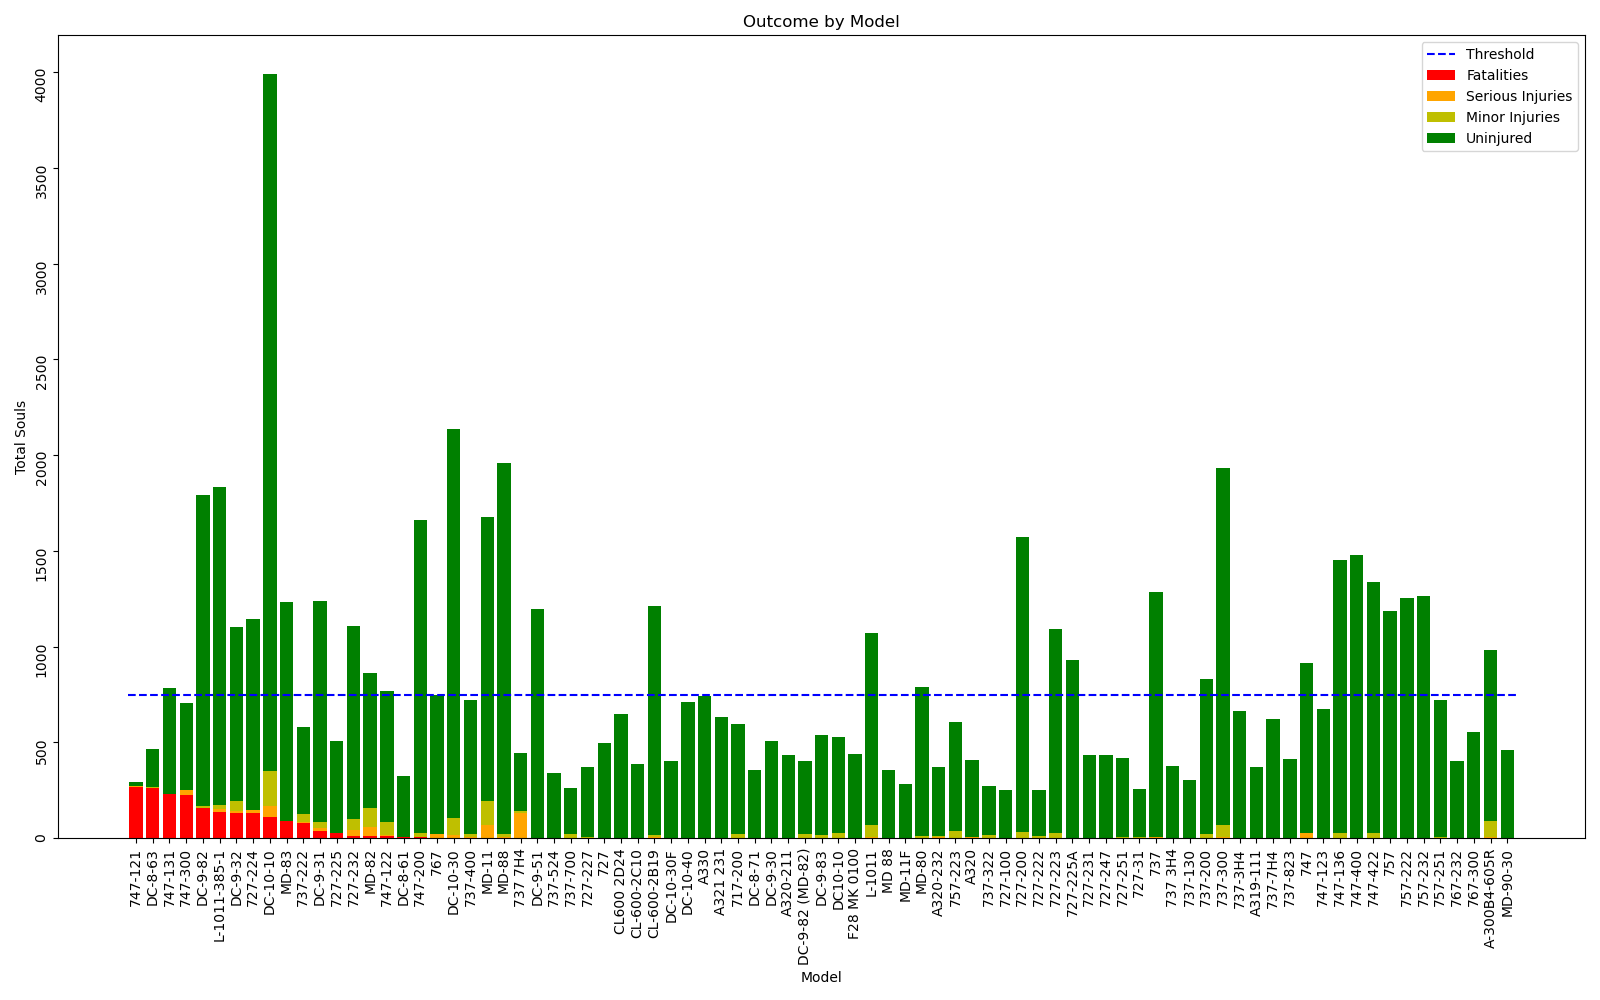 Outcome by Model
Threshold
Fatalities
Serious Injuries
Minor Injuries
Uninjured
Total Souls
4000
3500
3000
2500
2000
1500
1000
500
0
747-121
DC-8-63
747-131
747-300
DC-9-82
L-1011-385-1
DC-9-32
727-224
DC-10-10
MD-83
737-222
DC-9-31
727-225
727-232
MD-82
747-122
DC-8-61
747-200
767
DC-10-30
737-400
MD-11
MD-88
737 7H4
DC-9-51
737-524
737-700
727-227
727
CL600 2D24
CL-600-2C10
CL-600-2B19
DC-10-30F
DC-10-40
A330
A321 231
717-200
DC-8-71
DC-9-30
A320-211
DC-9-82 (MD-82)
DC-9-83
DC10-10
F28 MK 0100
L-1011
MD 88
MD-11F
MD-80
A320-232
757-223
A320
737-322
727-100
727-200
727-222
727-223
727-225A
727-231
727-247
727-251
727-31
737
737 3H4
737-130
737-200
737-300
737-3H4
A319-111
737-7H4
737-823
747
747-123
747-136
747-400
747-422
757
757-222
757-232
757-251
767-232
767-300
A-300B4-605R
MD-90-30
Model